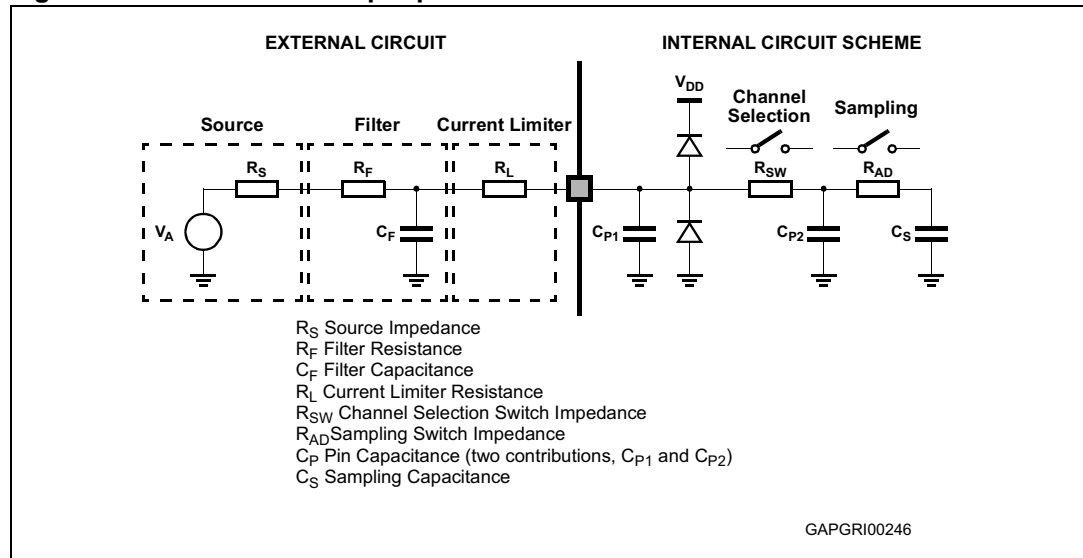 EXTERNAL CIRCUIT
INTERNAL CIRCUIT SCHEME
VDD
Channel
Selection
Sampling
Source
Filter
Current Limiter
RS
RF
RL
RSW
RAD
VA
CF
CP1
CP2
CS
RS Source Impedance
RF Filter Resistance
CF Filter Capacitance
RL Current Limiter Resistance
RSW Channel Selection Switch Impedance
RADSampling Switch Impedance
CP Pin Capacitance (two contributions, CP1 and CP2)
CS Sampling Capacitance
GAPGRI00246